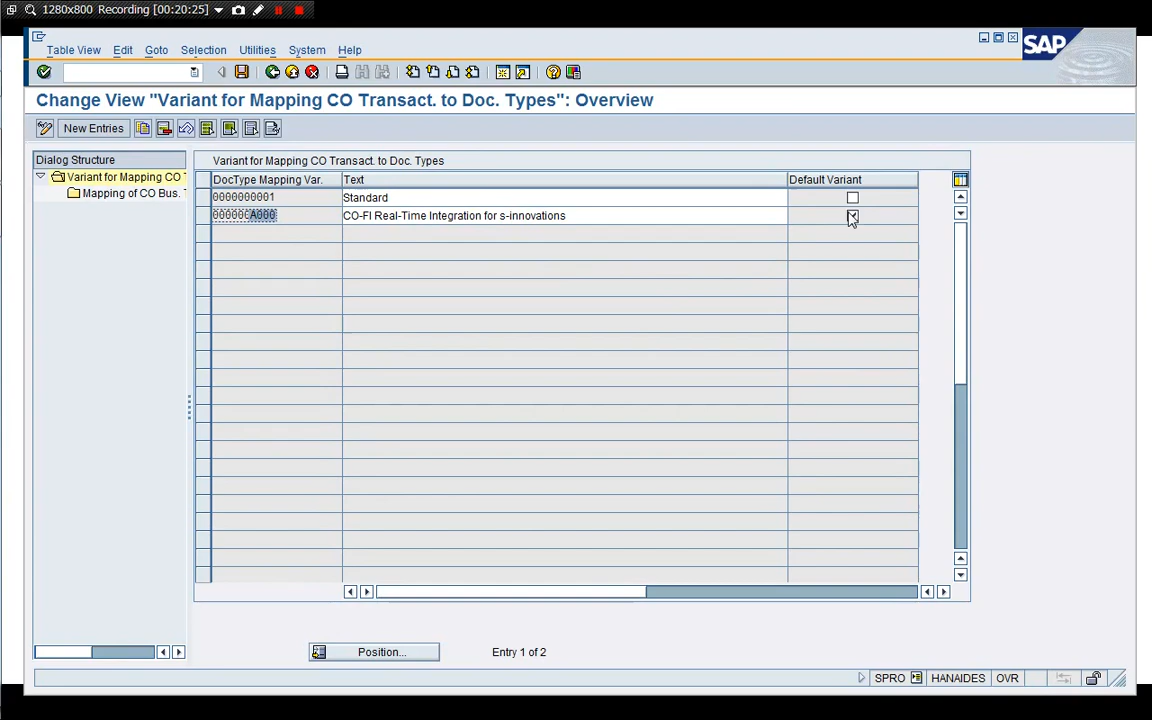 1280x800 Recording [00:20:25]
Table View Edit Goto Selection Utilities System Help
SAP
Change View "Variant for Mapping CO Transact. to Doc. Types": Overview
New Entries
Dialog Structure
Variant for Mapping CO T
Mapping of CO Bus. T
Variant for Mapping CO Transact. to Doc. Types
DocType Mapping Var. Text Default Variant
0000000001 Standard
000000A000 CO-FI Real-Time Integration for s-innovations
Position... Entry 1 of 2
SPRO HANAIDES OVR